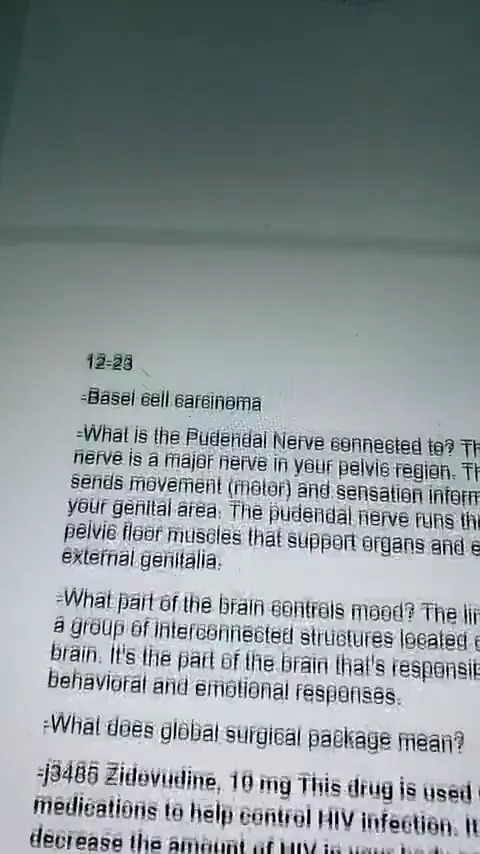 12-23
-Basel cell carcinoma
-What is the Pudendal Nerve connected to? Th
nerve is a major nerve in your pelvic region. Th
sends movement (motor) and sensation inform
your genital area. The pudendal nerve runs thr
pelvic floor muscles that support organs and e
external genitalia.
-What part of the brain controls mood? The lim
a group of interconnected structures located
brain. It's the part of the brain that's responsib
behavioral and emotional responses.
-What does global surgical package mean?
-j3485 Zidovudine, 10 mg This drug is used
medications to help control HIV infection. It
decrease the amount of HIV in your body